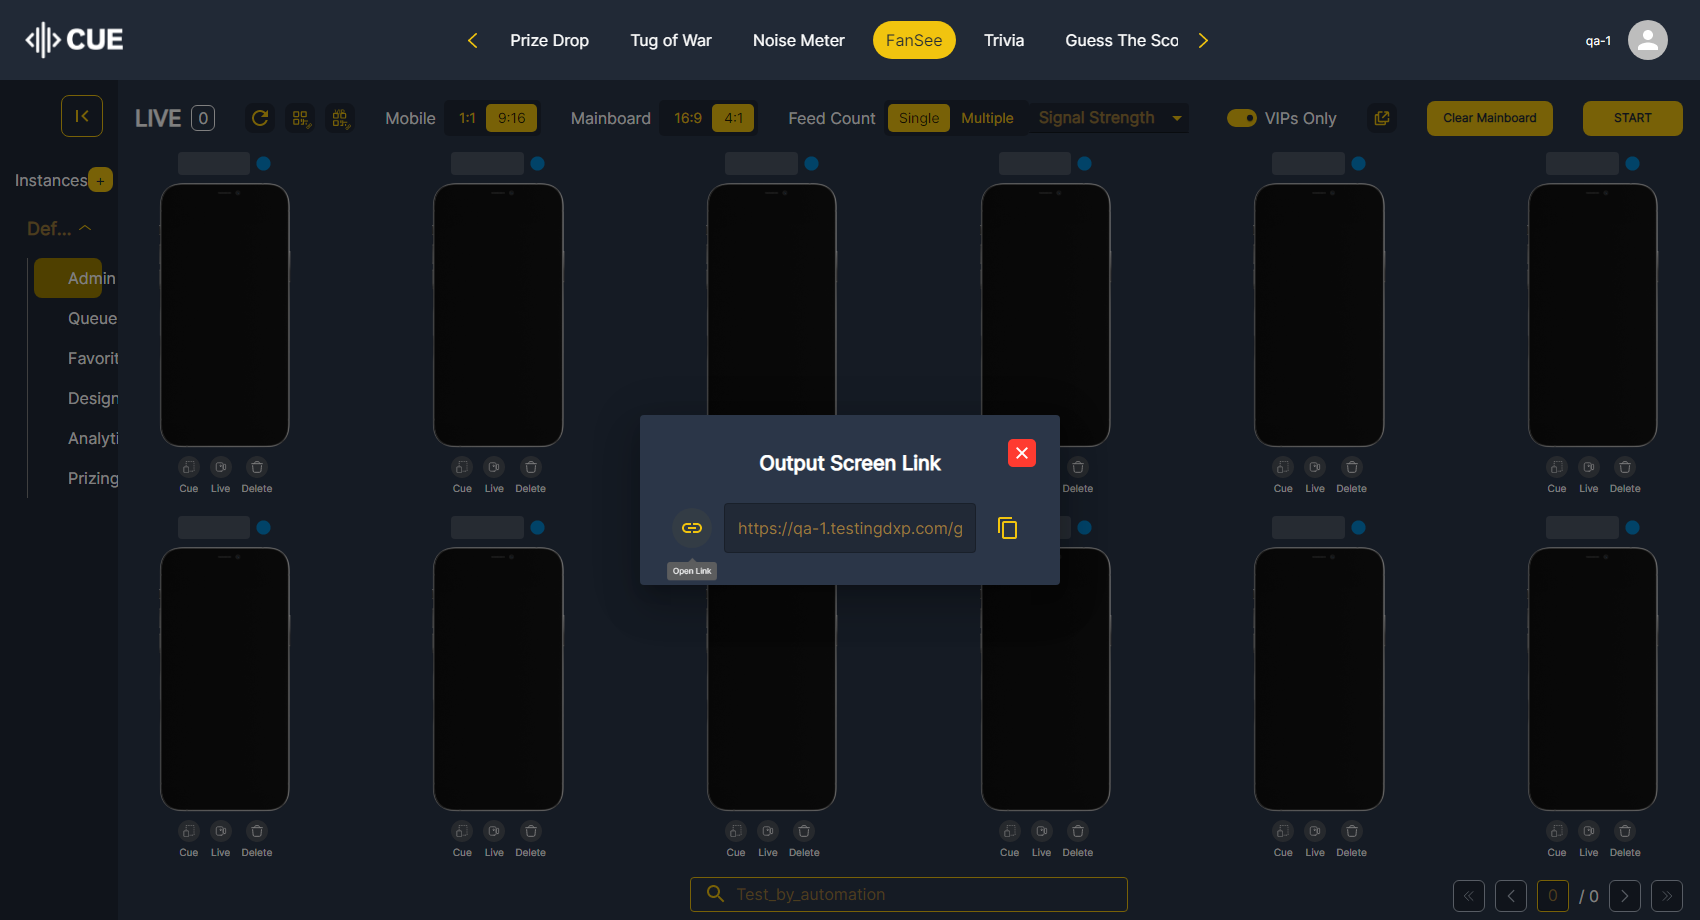 CUE
Prize Drop
Tug of War
Noise Meter
FanSee
Trivia
Guess The Sco
qa-1
LIVE 0
Mobile 1:1 9:16
Mainboard 16:9 4:1
Feed Count Single Multiple
Signal Strength
VIPs Only
Clear Mainboard
START
Instances +
Def...
Admin
Queue
Favorit
Design
Analyti
Prizing
Cue Live Delete
Cue Live Delete
Delete
Cue Live Delete
Cue Live Delete
Output Screen Link
https://qa-1.testingdxp.com/g
Open Link
Cue Live Delete
Cue Live Delete
Cue Live Delete
Cue Live Delete
Cue Live Delete
Cue Live Delete
Test_by_automation
0 / 0